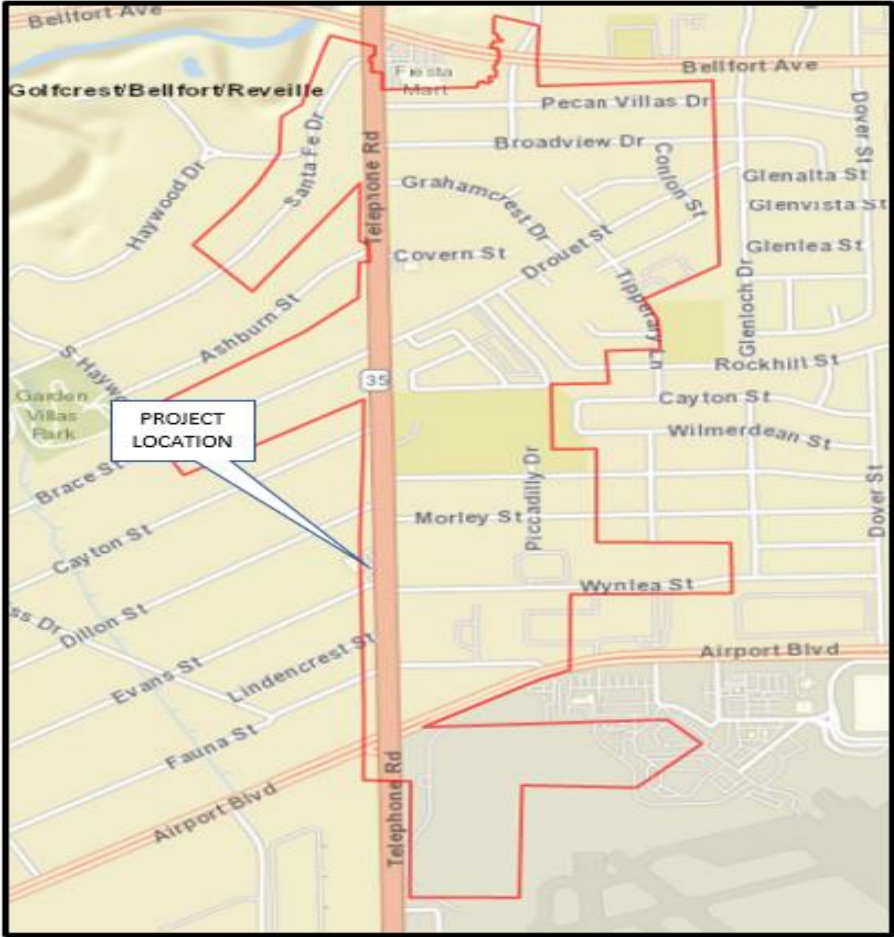 Bellfort Ave
Fiesta
Mart
Bellfort Ave
Golfcrest/Bellfort/Reveille
Pecan Villas Dr
Dover St
Santa Fe Dr
Telephone Rd
Broadview Dr
Conlon St
Haywood Dr
Grahamcrest Dr
Glenalta St
Glenvista St
Covern St
Drouet St
Glenlea St
Tipperary Ln
Glenloch Dr
Ashburn St
S Haywo
Rockhill St
35
Garden
Villas
Park
Cayton St
PROJECT
LOCATION
Wilmerdean St
Brace St
Piccadilly Dr
Dover St
Morley St
Cayton St
Wynlea St
ss Dr
Dillon St
Airport Blvd
Evans St
Lindencrest St
Fauna St
Telephone Rd
Airport Blvd